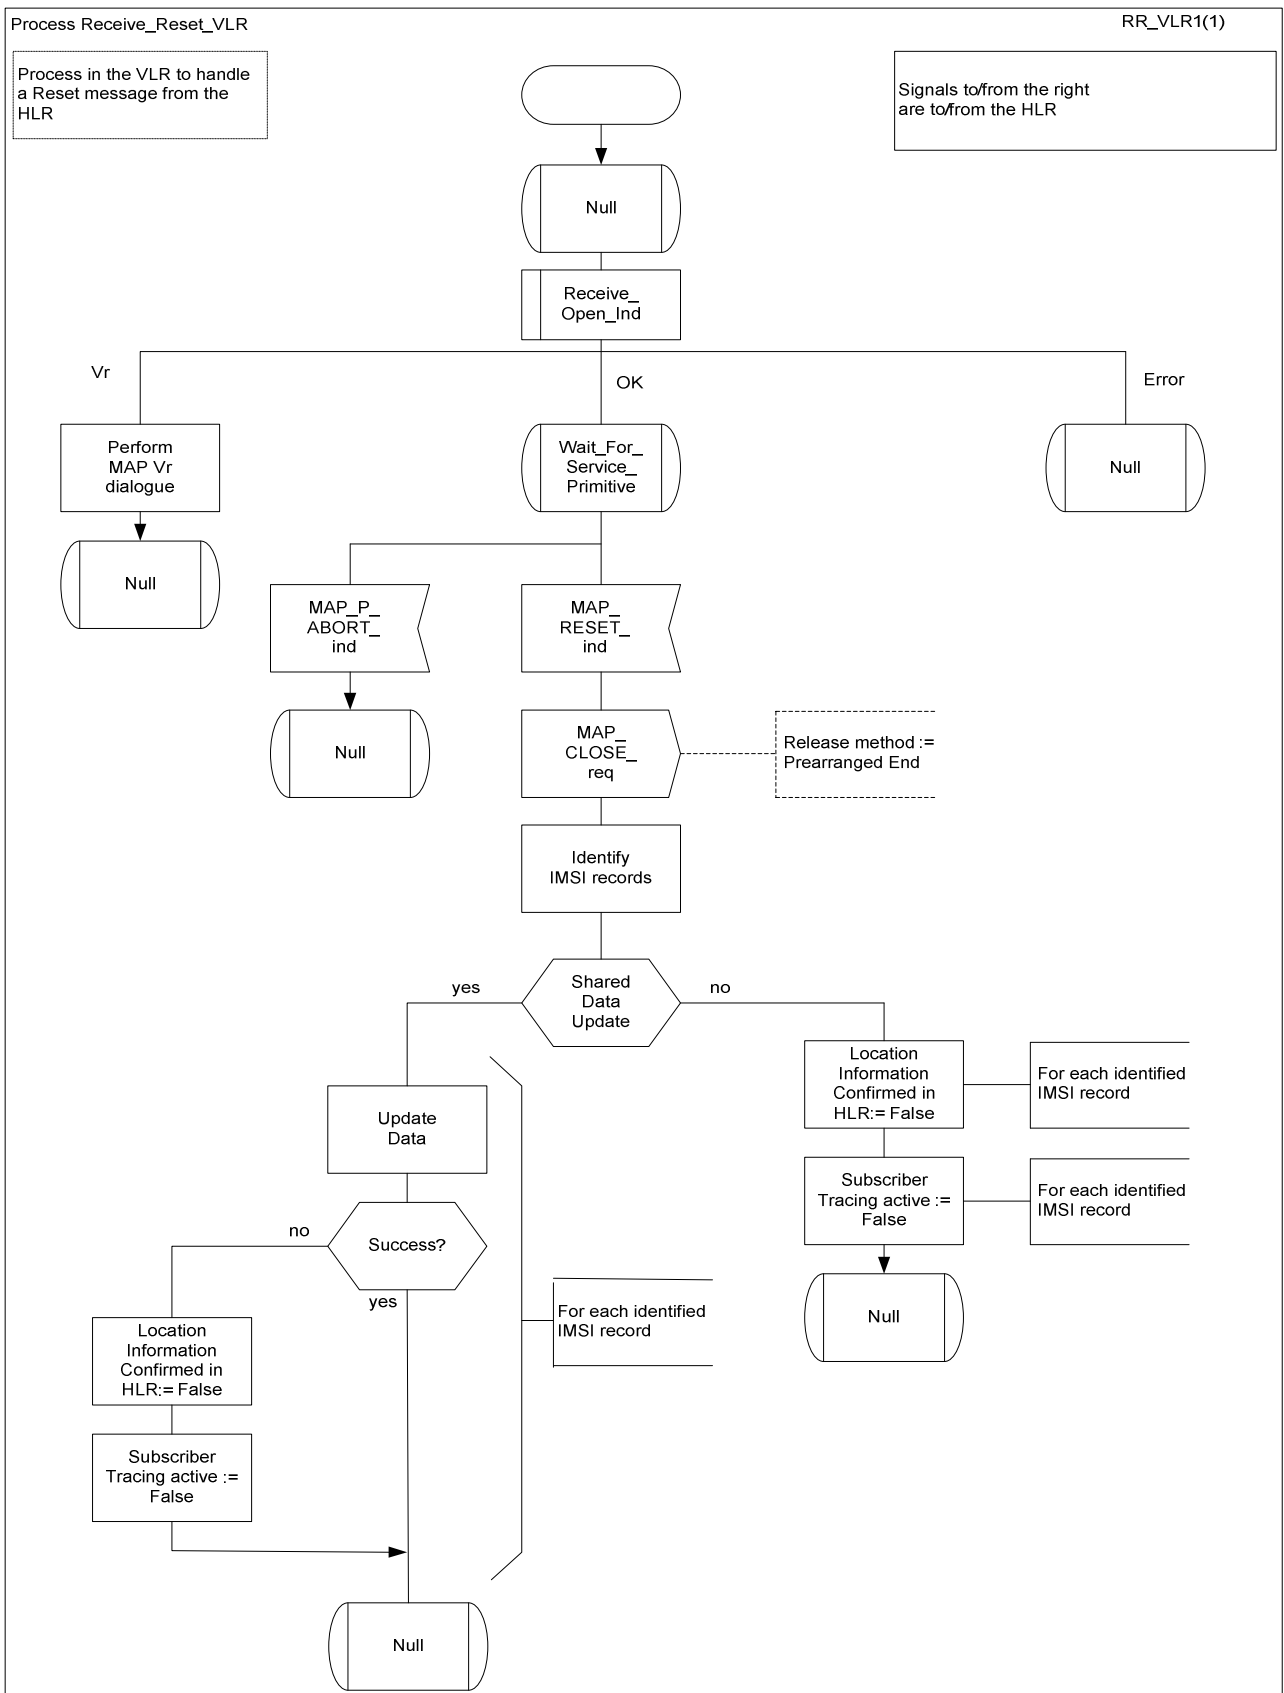 Process Receive_Reset_VLR
RR_VLR1(1)
Process in the VLR to handle
a Reset message from the
HLR
Signals to/from the right
are to/from the HLR
Null
Receive_
Open_Ind
Vr
OK
Error
Perform
MAP Vr
dialogue
Wait_For_
Service_
Primitive
Null
Null
MAP_P_
ABORT_
ind
MAP_
RESET_
ind
Null
MAP_
CLOSE_
req
Release method :=
Prearranged End
Identify
IMSI records
Shared
Data
Update
yes
no
Location
Information
Confirmed in
HLR:= False
For each identified
IMSI record
Update
Data
Subscriber
Tracing active :=
False
For each identified
IMSI record
Success?
no
yes
Null
For each identified
IMSI record
Location
Information
Confirmed in
HLR:= False
Subscriber
Tracing active :=
False
Null